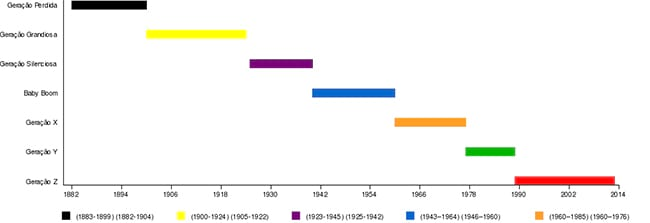 Geração Perdida
Geração Grandiosa
Geração Silenciosa
Baby Boom
Geração X
Geração Y
Geração Z
1882 1894 1906 1918 1930 1942 1954 1966 1978 1990 2002 2014
(1883-1899) (1882-1904) (1900-1924) (1905-1922) (1923-1945) (1925-1942) (1943-1964) (1946-1960) (1960-1985) (1960-1976)